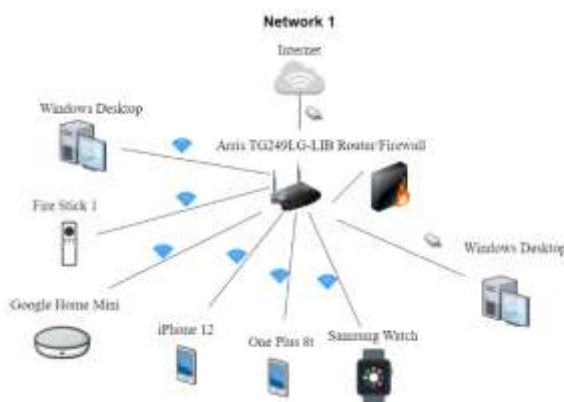 Network 1
Internet
Windows Desktop
Arris TG249LG-LIB Router/Firewall
Fire Stick 1
Windows Desktop
Google Home Mini
iPhone 12
One Plus 8t
Samsung Watch